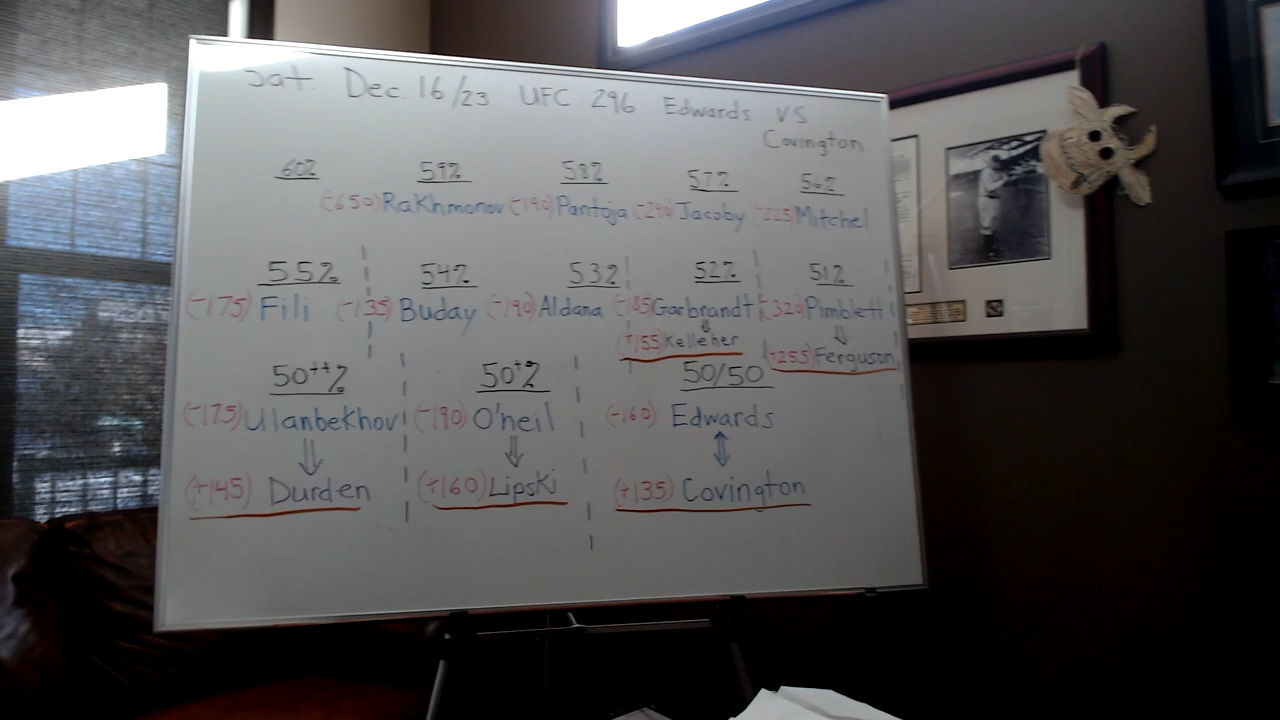 Sat. Dec. 16/23 UFC 296 Edwards VS
Covington
60% 59% 58% 57% 56%
(-650) Rakhmonov (-190) Pantoja (-290) Jacoby (-225) Mitchel
55% 54% 53% 52% 51%
(-175) Fili (-135) Buday (-190) Aldana (-185) Garbrandt (-320) Pimblett
(+155) Kelleher (+255) Ferguson
50++% 50+% 50/50
(-175) Ulanbekhov (-190) O'neil (-160) Edwards
(+145) Durden (+160) Lipski (+135) Covington